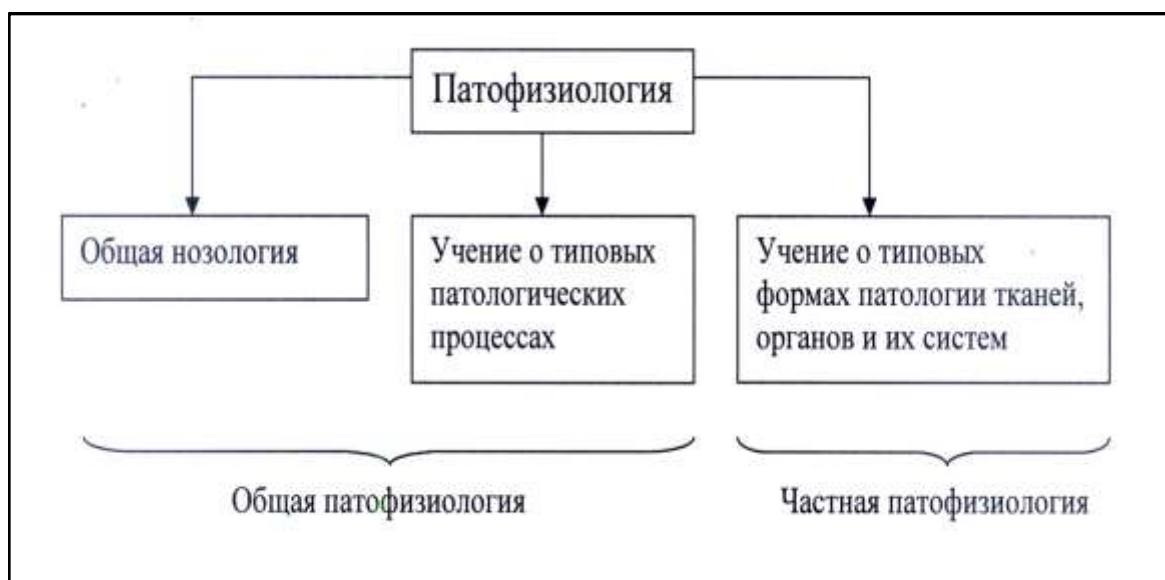 Патофизиология
Общая нозология
Учение о типовых
патологических
процессах
Учение о типовых
формах патологии тканей,
органов и их систем
Общая патофизиология
Частная патофизиология